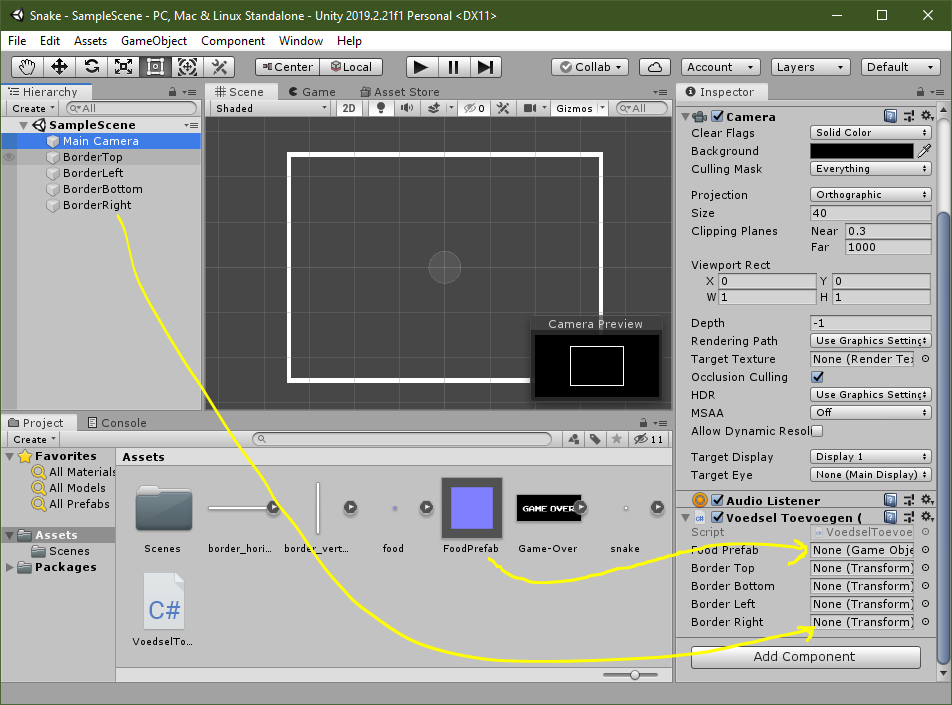 Snake - SampleScene - PC, Mac & Linux Standalone - Unity 2019.2.21f1 Personal <DX11>
File Edit Assets GameObject Component Window Help
Center Local Collab Account Layers Default
Hierarchy
Create All
SampleScene
Main Camera
BorderTop
BorderLeft
BorderBottom
BorderRight
Scene Game Asset Store
Shaded 2D 0 Gizmos All
Camera Preview
Inspector
Camera
Clear Flags Solid Color
Background
Culling Mask Everything
Projection Orthographic
Size 40
Clipping Planes Near 0.3
Far 1000
Viewport Rect
X 0 Y 0
W 1 H 1
Depth -1
Rendering Path Use Graphics Setting
Target Texture None (Render Te
Occlusion Culling
HDR Use Graphics Setting
MSAA Off
Allow Dynamic Resol
Target Display Display 1
Target Eye None (Main Display)
Audio Listener
Voedsel Toevoegen (
Script VoedselToevoe
Food Prefab None (Game Obje
Border Top None (Transform)
Border Bottom None (Transform)
Border Left None (Transform)
Border Right None (Transform)
Add Component
Project Console
Create 11
Favorites
All Materials
All Models
All Prefabs
Assets
Scenes
Packages
Assets
GAME OVER
Scenes border_hori... border_vert... food FoodPrefab Game-Over snake
C#
VoedselTo...